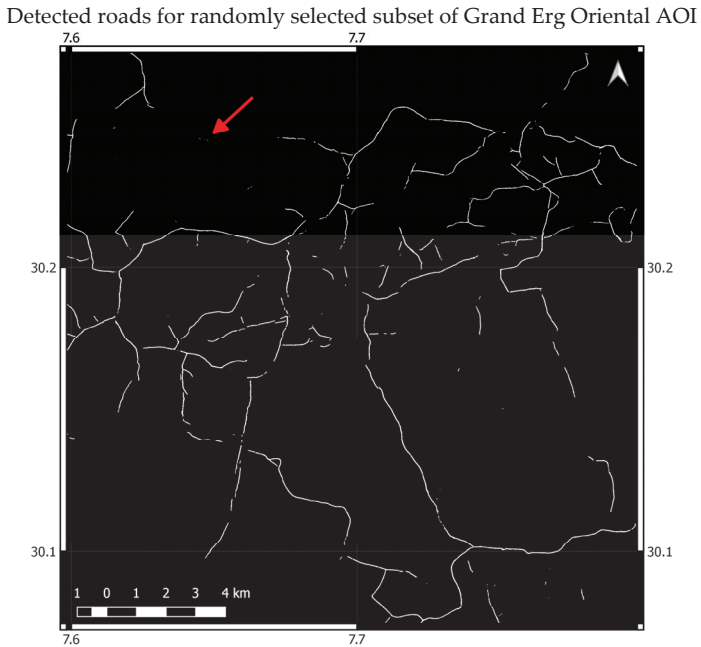 Detected roads for randomly selected subset of Grand Erg Oriental AOI
7.6 7.7
30.2 30.2
30.1 30.1
1 0 1 2 3 4 km
7.6 7.7